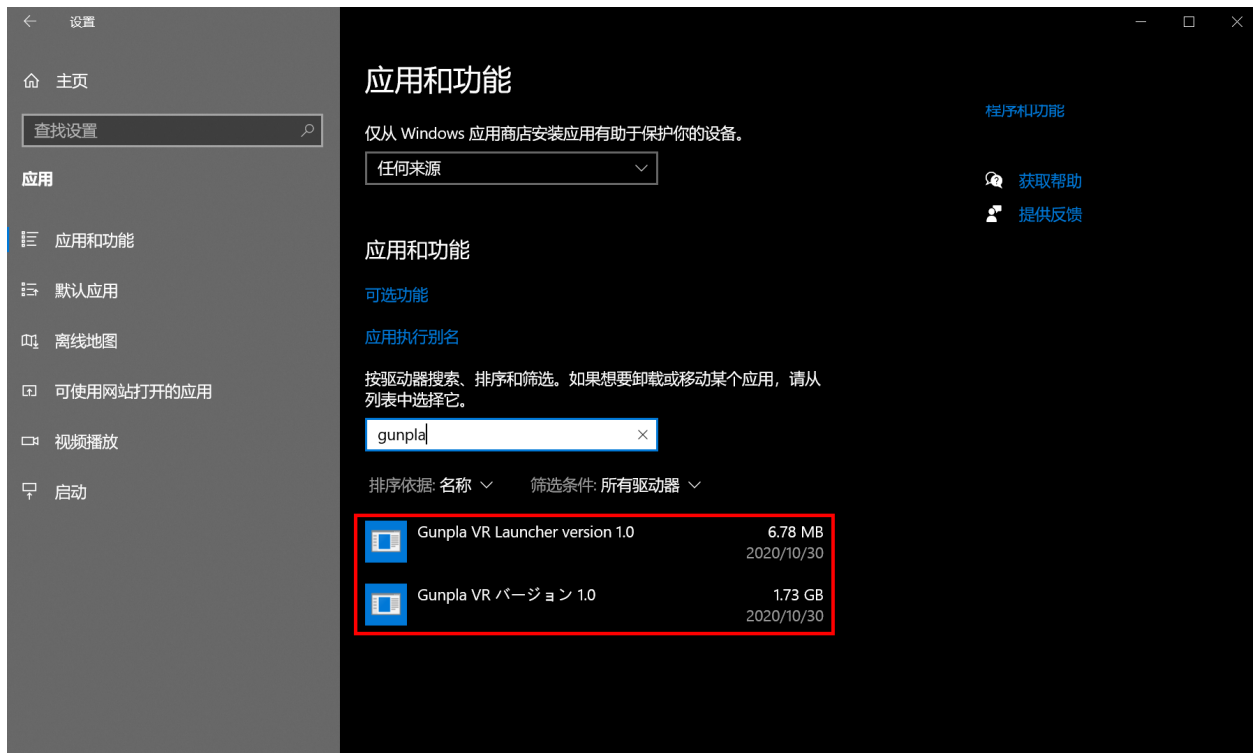 设置
主页
查找设置
应用
应用和功能
默认应用
离线地图
可使用网站打开的应用
视频播放
启动
应用和功能
仅从 Windows 应用商店安装应用有助于保护你的设备。
任何来源
应用和功能
可选功能
应用执行别名
按驱动器搜索、排序和筛选。如果想要卸载或移动某个应用，请从
列表中选择它。
gunpla
排序依据: 名称 筛选条件: 所有驱动器
Gunpla VR Launcher version 1.0 6.78 MB
2020/10/30
Gunpla VR バージョン 1.0 1.73 GB
2020/10/30
程序和功能
获取帮助
提供反馈